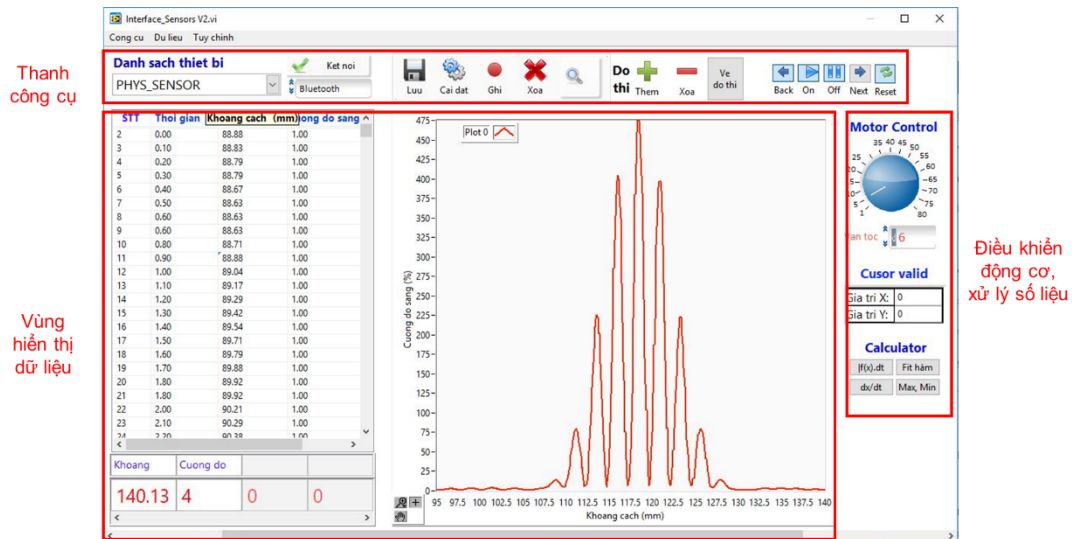 Interface_Sensors V2.vi
Cong cu Du lieu Tuy chinh
Thanh
công cụ
Danh sach thiet bi
PHYS_SENSOR
Ket noi
Bluetooth
Luu Cai dat Ghi Xoa
Do
thi Them Xoa
Ve
do thi
Back On Off Next Reset
STT Thoi gian Khoang cach (mm) ong do sang
2 0.00 88.88 1.00
3 0.10 88.83 1.00
4 0.20 88.79 1.00
5 0.30 88.79 1.00
6 0.40 88.67 1.00
7 0.50 88.63 1.00
8 0.60 88.63 1.00
9 0.60 88.63 1.00
10 0.80 88.71 1.00
11 0.90 88.88 1.00
12 1.00 89.04 1.00
13 1.10 89.17 1.00
14 1.20 89.29 1.00
15 1.30 89.42 1.00
16 1.40 89.54 1.00
17 1.50 89.71 1.00
18 1.60 89.79 1.00
19 1.70 89.88 1.00
20 1.80 89.92 1.00
21 1.80 89.92 1.00
22 2.00 90.21 1.00
23 2.10 90.29 1.00
24 2.20 90.38 1.00
Vùng
hiển thị
dữ liệu
Khoang Cuong do
140.13 4 0 0
Plot 0
475
450
425
400
375
350
325
300
275
250
225
200
175
150
125
100
75
50
25
0
Cuong do sang (%)
95 97.5 100 102.5 105 107.5 110 112.5 115 117.5 120 122.5 125 127.5 130 132.5 135 137.5 140
Khoang cach (mm)
Motor Control
35 40 45 50
25 55
60
65
70
5 75
1 80
an toc 6
Cusor valid
Gia tri X: 0
Gia tri Y: 0
Calculator
|f(x).dt Fit hàm
dx/dt Max, Min
Điều khiển
động cơ,
xử lý số liệu